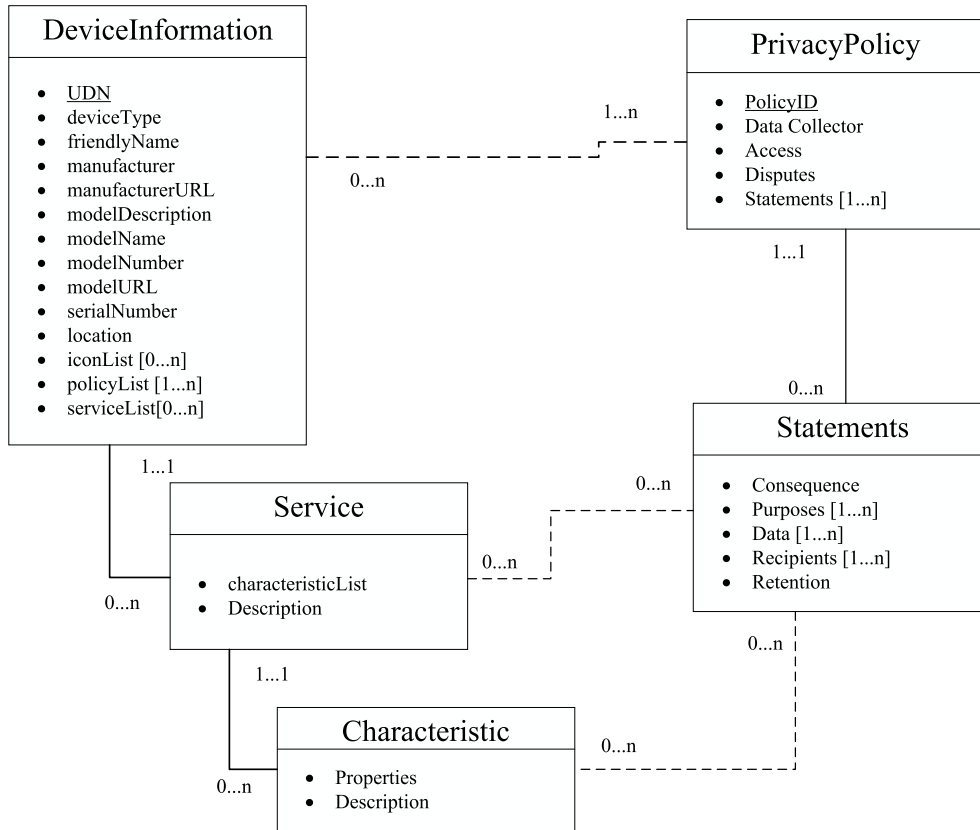 DeviceInformation
• UDN
• deviceType
• friendlyName
• manufacturer
• manufacturerURL
• modelDescription
• modelName
• modelNumber
• modelURL
• serialNumber
• location
• iconList [0...n]
• policyList [1...n]
• serviceList[0...n]
PrivacyPolicy
• PolicyID
• Data Collector
• Access
• Disputes
• Statements [1...n]
1...n
0...n
1...1
0...n
Statements
• Consequence
• Purposes [1...n]
• Data [1...n]
• Recipients [1...n]
• Retention
1...1
0...n
Service
• characteristicList
• Description
0...n
0...n
1...1
0...n
Characteristic
• Properties
• Description
0...n
0...n